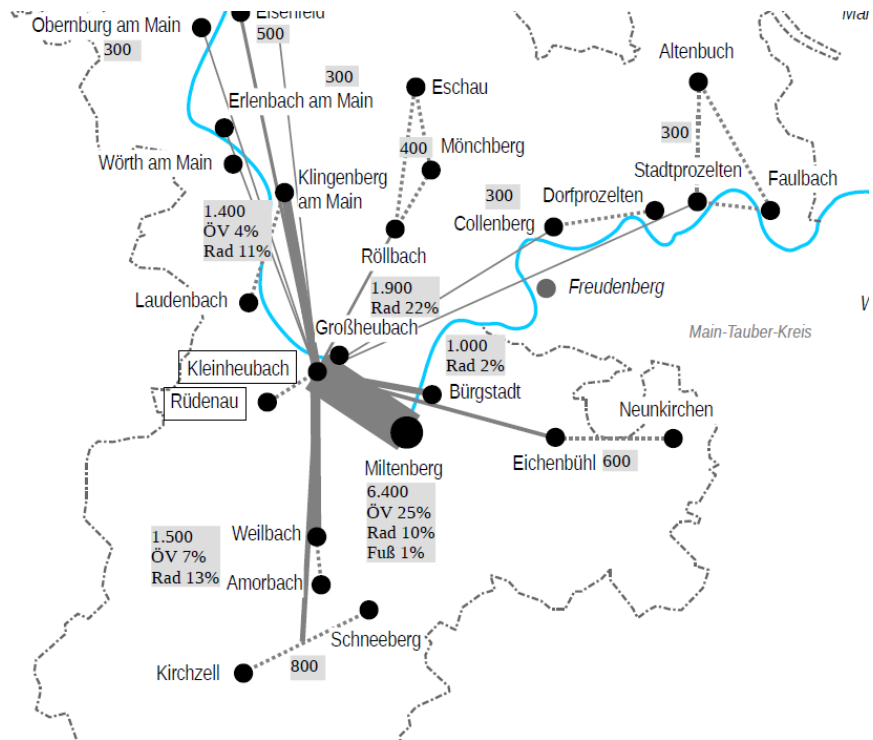 Obernburg am Main
300
Elsenfeld
500
300
Erlenbach am Main
Wörth am Main
Klingenberg
am Main
1.400
ÖV 4%
Rad 11%
Laudenbach
Eschau
400
Mönchberg
Röllbach
1.900
Rad 22%
Großheubach
Kleinheubach
Rüdenau
Altenbuch
300
Stadtprozelten
Faulbach
300
Dorfprozelten
Collenberg
Freudenberg
Main-Tauber-Kreis
1.000
Rad 2%
Bürgstadt
Neunkirchen
Eichenbühl 600
Miltenberg
6.400
ÖV 25%
Rad 10%
Fuß 1%
1.500
ÖV 7%
Rad 13%
Weilbach
Amorbach
Schneeberg
Kirchzell
800